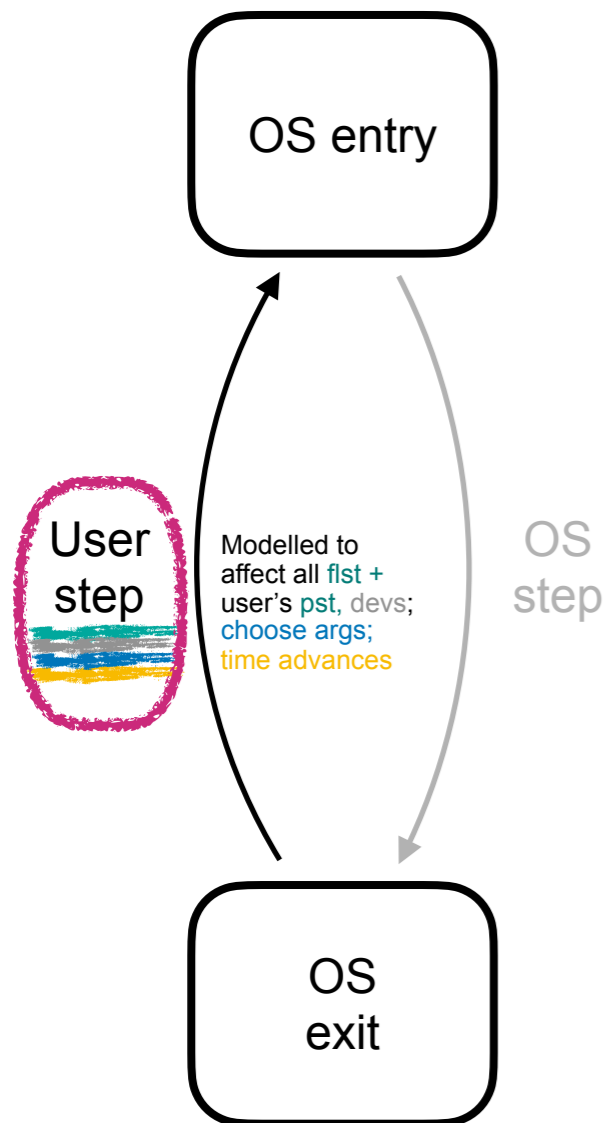 OS entry
User
step
Modelled to
affect all flst +
user's pst, devs;
choose args;
time advances
OS
step
OS
exit